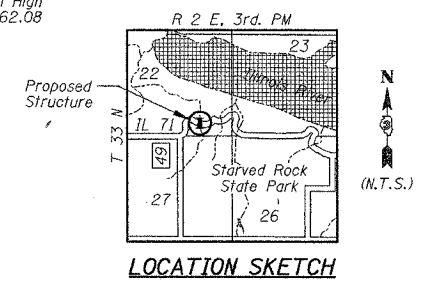 High
62.08
R 2 E, 3rd. PM
23
22
Illinois River
Proposed
Structure
N
T 33 N
IL 71
49
Starved Rock
State Park
(N.T.S.)
27
26
LOCATION SKETCH